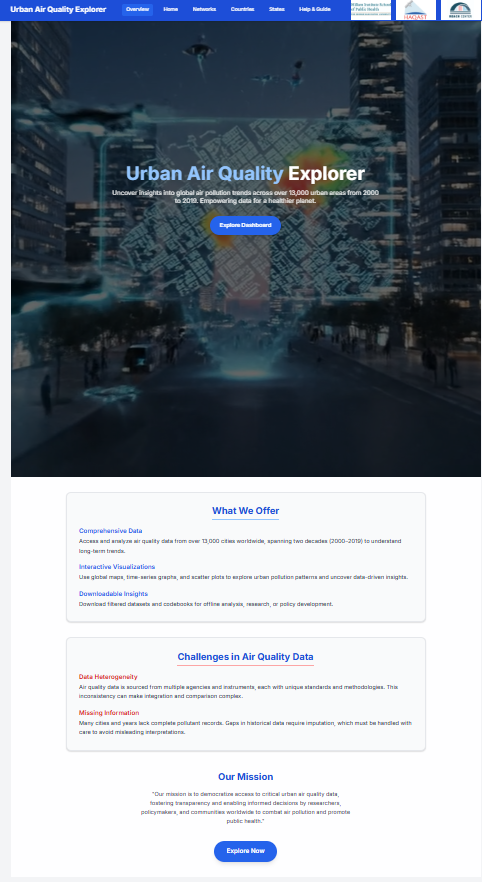 Urban Air Quality Explorer
Overview
Home
Networks
Countries
States
Help & Guide
Milken Institute School
of Public Health
HAQAST
Urban Air Quality Explorer
Uncover insights into global air pollution trends across over 13,000 urban areas from 2000
to 2019. Empowering data for a healthier planet.
Explore Dashboard
What We Offer
Comprehensive Data
Access and analyze air quality data from over 13,000 cities worldwide, spanning two decades (2000-2019) to understand
long-term trends.
Interactive Visualizations
Use global maps, time-series graphs, and scatter plots to explore urban pollution patterns and uncover data-driven insights.
Downloadable Insights
Download filtered datasets and codebooks for offline analysis, research, or policy development.
Challenges in Air Quality Data
Data Heterogeneity
Air quality data is sourced from multiple agencies and instruments, each with unique standards and methodologies. This
inconsistency can make integration and comparison complex.
Missing Information
Many cities and years lack complete pollutant records. Gaps in historical data require imputation, which must be handled with
care to avoid misleading interpretations.
Our Mission
"Our mission is to democratize access to critical urban air quality data,
fostering transparency and enabling informed decisions by researchers,
policymakers, and communities worldwide to combat air pollution and promote
public health."
Explore Now